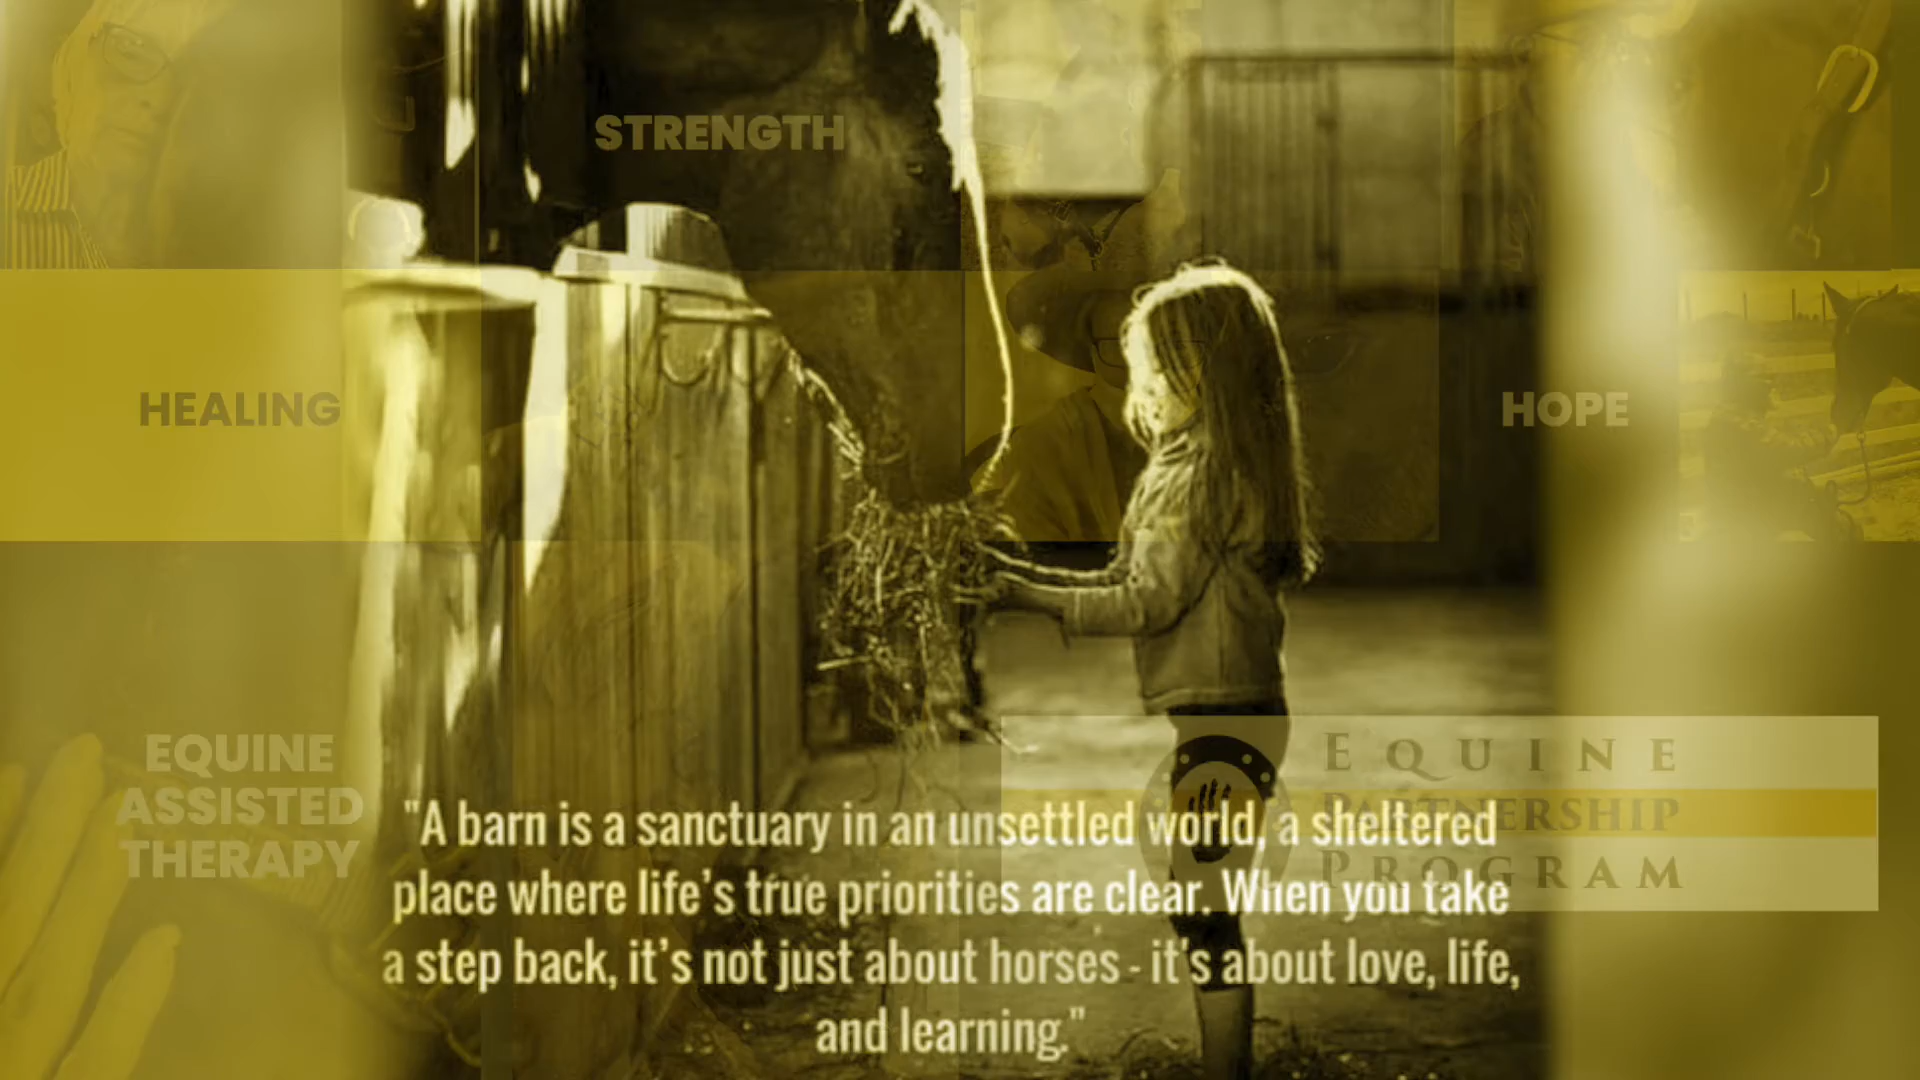 STRENGTH
HEALING
HOPE
EQUINE
ASSISTED
THERAPY
EQUINE
PARTNERSHIP
PROGRAM
"A barn is a sanctuary in an unsettled world, a sheltered
place where life’s true priorities are clear. When you take
a step back, it’s not just about horses - it's about love, life,
and learning."